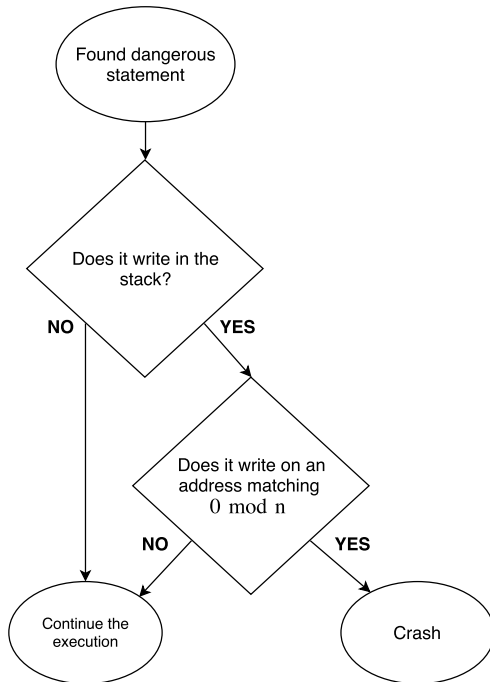 Found dangerous
statement
Does it write in the
stack?
NO
YES
Does it write on an
address matching
0 mod n
NO
YES
Continue the
execution
Crash